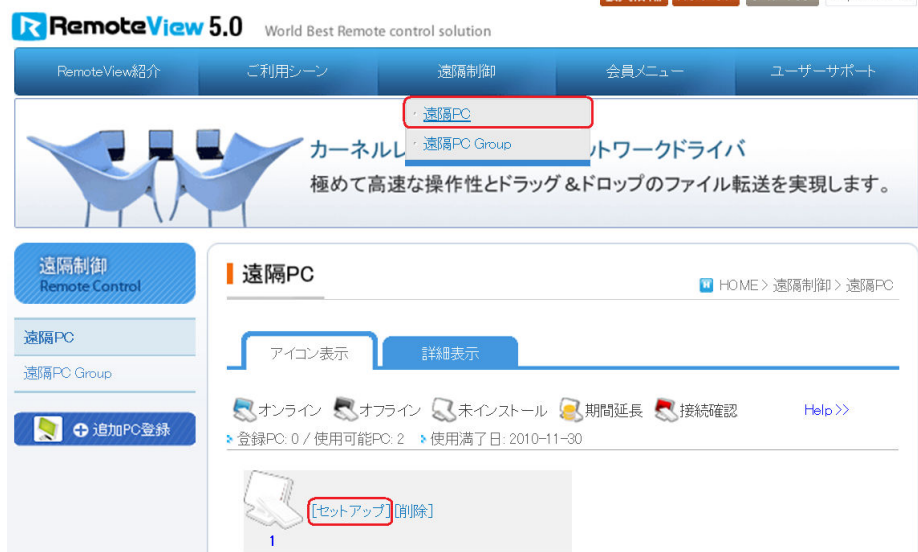 RemoteView 5.0 World Best Remote control solution
RemoteView紹介 ご利用シーン 遠隔制御 会員メニュー ユーザーサポート
遠隔PC
遠隔PC Group
カーネルレ トワークドライバ
極めて高速な操作性とドラッグ&ドロップのファイル転送を実現します。
遠隔制御
Remote Control
遠隔PC
遠隔PC Group
追加PC登録
遠隔PC
HOME > 遠隔制御 > 遠隔PC
アイコン表示 詳細表示
オンライン オフライン 未インストール 期間延長 接続確認 Help >>
登録PC: 0 / 使用可能PC: 2 使用満了日: 2010-11-30
[セットアップ] [削除]
1